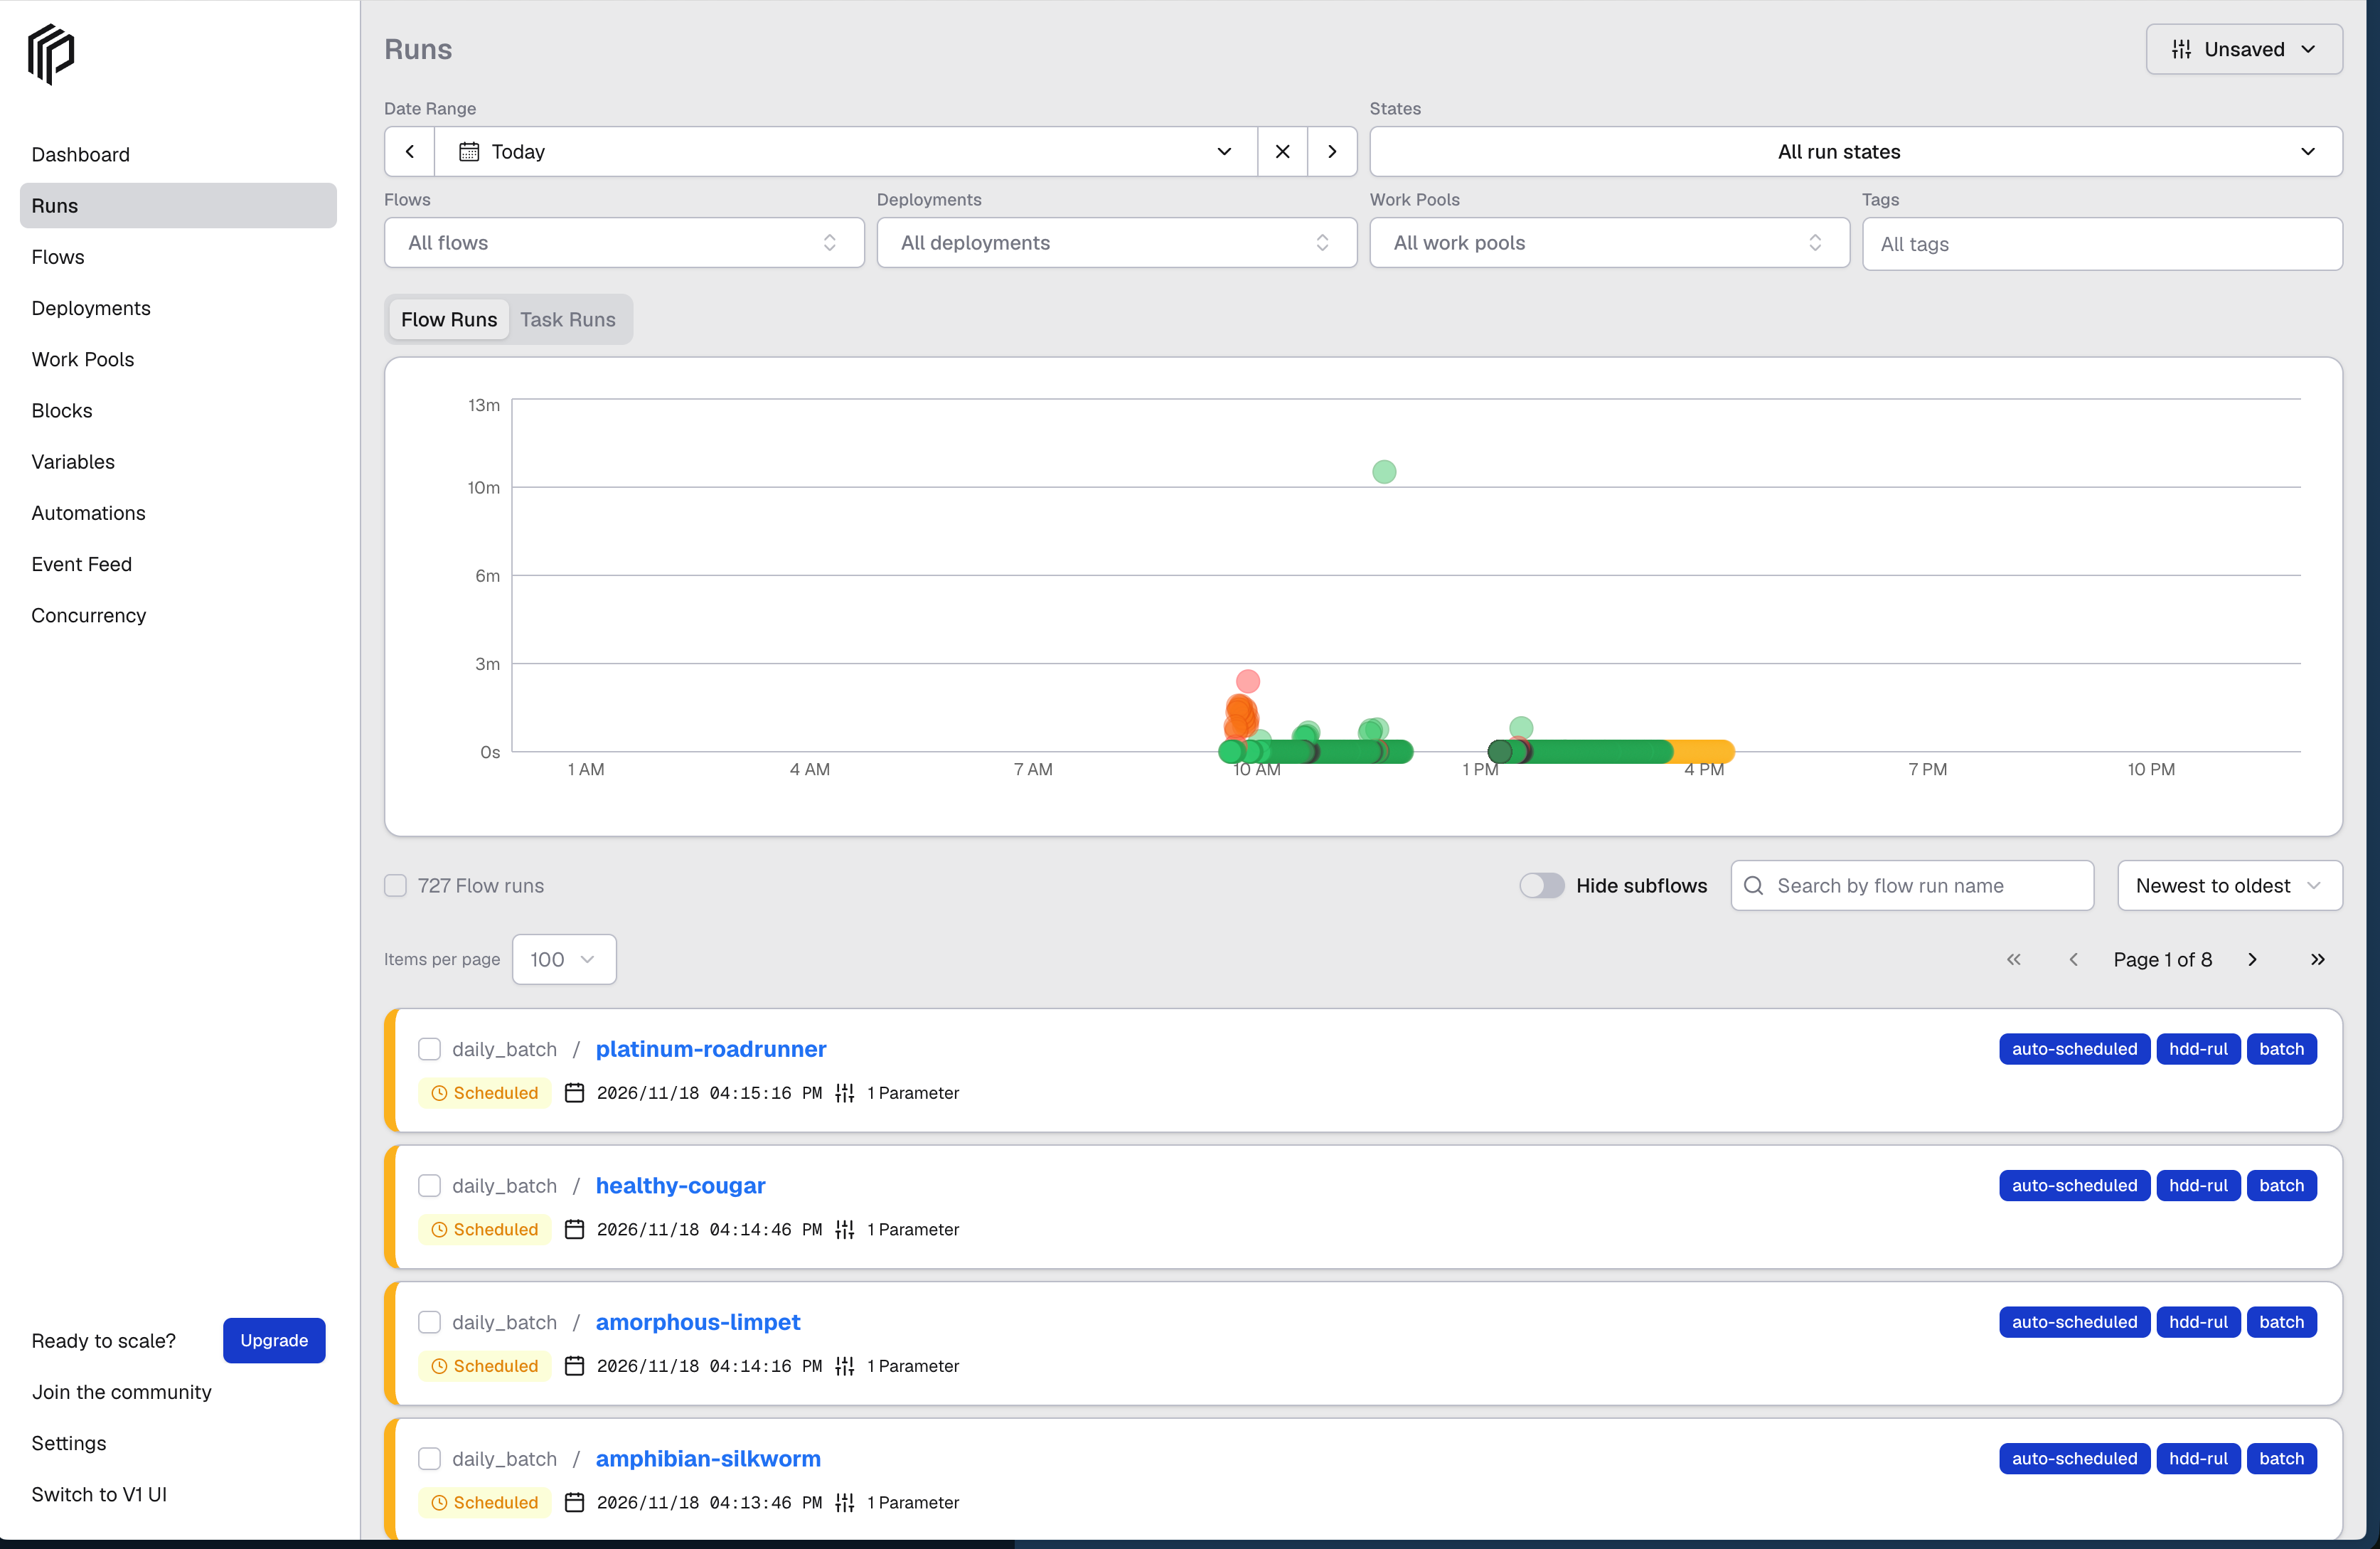 Dashboard
Runs
Flows
Deployments
Work Pools
Blocks
Variables
Automations
Event Feed
Concurrency
Ready to scale? Upgrade
Join the community
Settings
Switch to V1 UI
Runs
Unsaved
Date Range
Today
States
All run states
Flows
All flows
Deployments
All deployments
Work Pools
All work pools
Tags
All tags
Flow Runs Task Runs
13m
10m
6m
3m
0s
1 AM 4 AM 7 AM 10 AM 1 PM 4 PM 7 PM 10 PM
727 Flow runs
Hide subflows
Search by flow run name
Newest to oldest
Items per page 100
Page 1 of 8
daily_batch / platinum-roadrunner auto-scheduled hdd-rul batch
Scheduled 2026/11/18 04:15:16 PM 1 Parameter
daily_batch / healthy-cougar auto-scheduled hdd-rul batch
Scheduled 2026/11/18 04:14:46 PM 1 Parameter
daily_batch / amorphous-limpet auto-scheduled hdd-rul batch
Scheduled 2026/11/18 04:14:16 PM 1 Parameter
daily_batch / amphibian-silkworm auto-scheduled hdd-rul batch
Scheduled 2026/11/18 04:13:46 PM 1 Parameter